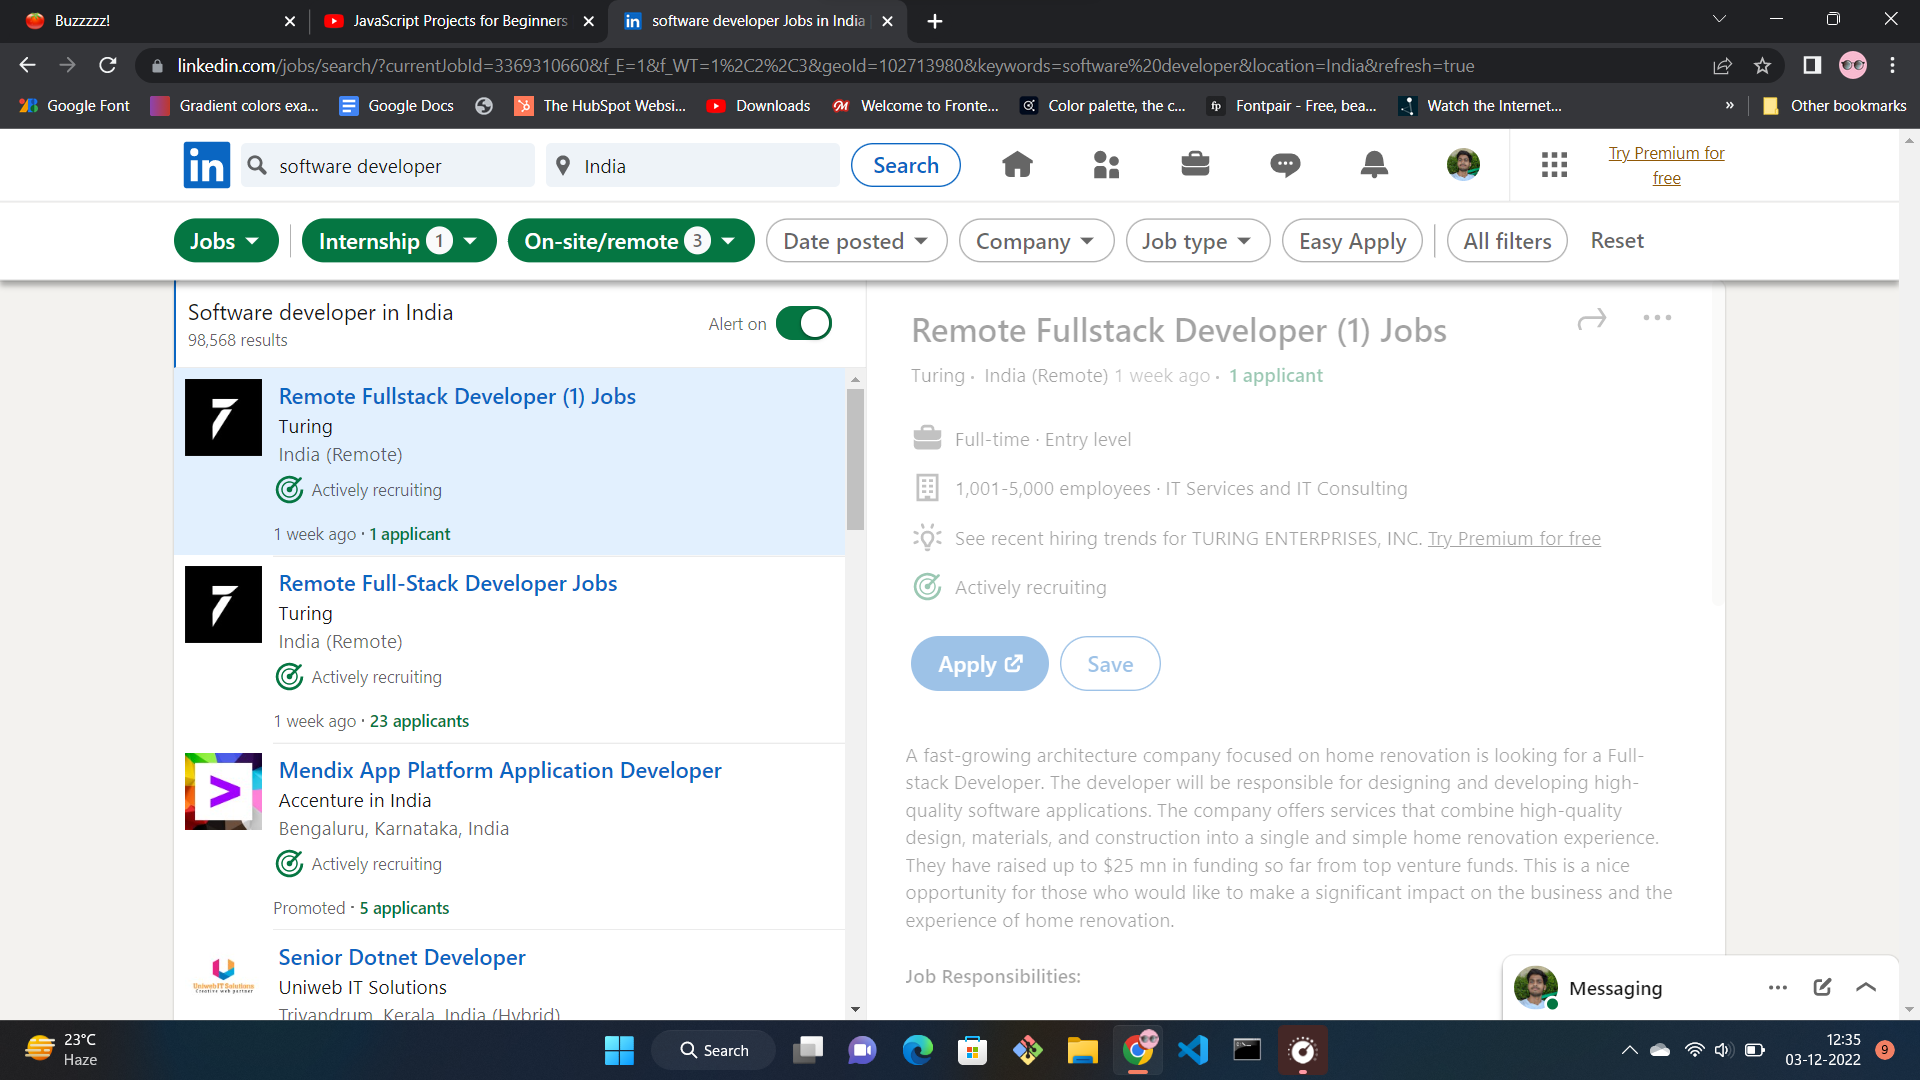 Buzzzzz!
JavaScript Projects for Beginners
in
software developer Jobs in India
linkedin.com/jobs/search/?currentJobId=3369310660&f_E=1&f_WT=1%2C2%2C3&geoId=102713980&keywords=software%20developer&location=India&refresh=true
Google Font
Gradient colors exa...
Google Docs
The HubSpot Websi...
Downloads
Welcome to Fronte...
Color palette, the c...
fp
Fontpair - Free, bea...
Watch the Internet...
»
Other bookmarks
in
software developer
India
Search
Try Premium for
free
Jobs
Internship 1
On-site/remote 3
Date posted
Company
Job type
Easy Apply
All filters
Reset
Software developer in India
98,568 results
Alert on
Remote Fullstack Developer (1) Jobs
Turing
India (Remote)
Actively recruiting
1 week ago · 1 applicant
Remote Full-Stack Developer Jobs
Turing
India (Remote)
Actively recruiting
1 week ago · 23 applicants
Mendix App Platform Application Developer
Accenture in India
Bengaluru, Karnataka, India
Actively recruiting
Promoted · 5 applicants
Senior Dotnet Developer
Uniweb IT Solutions
Uniweb IT Solutions
Trivandrum, Kerala, India (Hybrid)
Remote Fullstack Developer (1) Jobs
Turing · India (Remote) 1 week ago · 1 applicant
Full-time · Entry level
1,001-5,000 employees · IT Services and IT Consulting
See recent hiring trends for TURING ENTERPRISES, INC. Try Premium for free
Actively recruiting
Apply
Save
A fast-growing architecture company focused on home renovation is looking for a Full-
stack Developer. The developer will be responsible for designing and developing high-
quality software applications. The company offers services that combine high-quality
design, materials, and construction into a single and simple home renovation experience.
They have raised up to $25 mn in funding so far from top venture funds. This is a nice
opportunity for those who would like to make a significant impact on the business and the
experience of home renovation.
Job Responsibilities:
Messaging
23°C
Haze
Search
12:35
03-12-2022
9